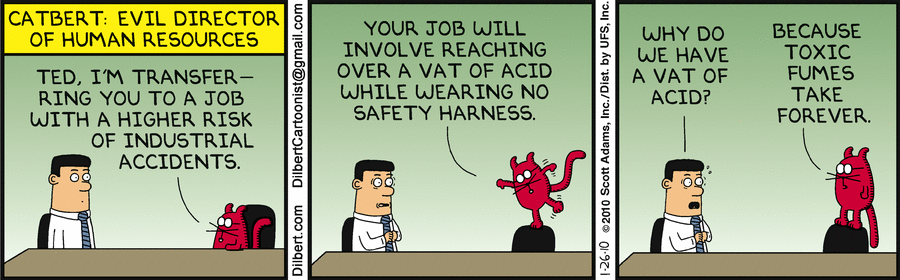 CATBERT: EVIL DIRECTOR
OF HUMAN RESOURCES
TED, I'M TRANSFER–
RING YOU TO A JOB
WITH A HIGHER RISK
OF INDUSTRIAL
ACCIDENTS.
Dilbert.com DilbertCartoonist@gmail.com
YOUR JOB WILL
INVOLVE REACHING
OVER A VAT OF ACID
WHILE WEARING NO
SAFETY HARNESS.
1-26-10 ©2010 Scott Adams, Inc./Dist. by UFS, Inc.
WHY DO
WE HAVE
A VAT OF
ACID?
BECAUSE
TOXIC
FUMES
TAKE
FOREVER.